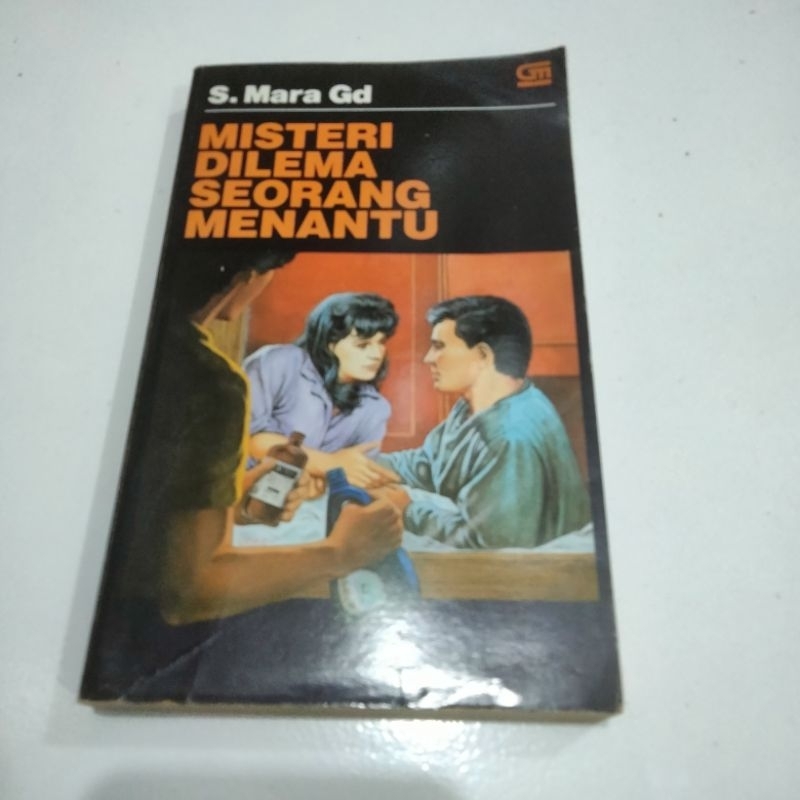 S. Mara Gd
MISTERI
DILEMA
SEORANG
MENANTU